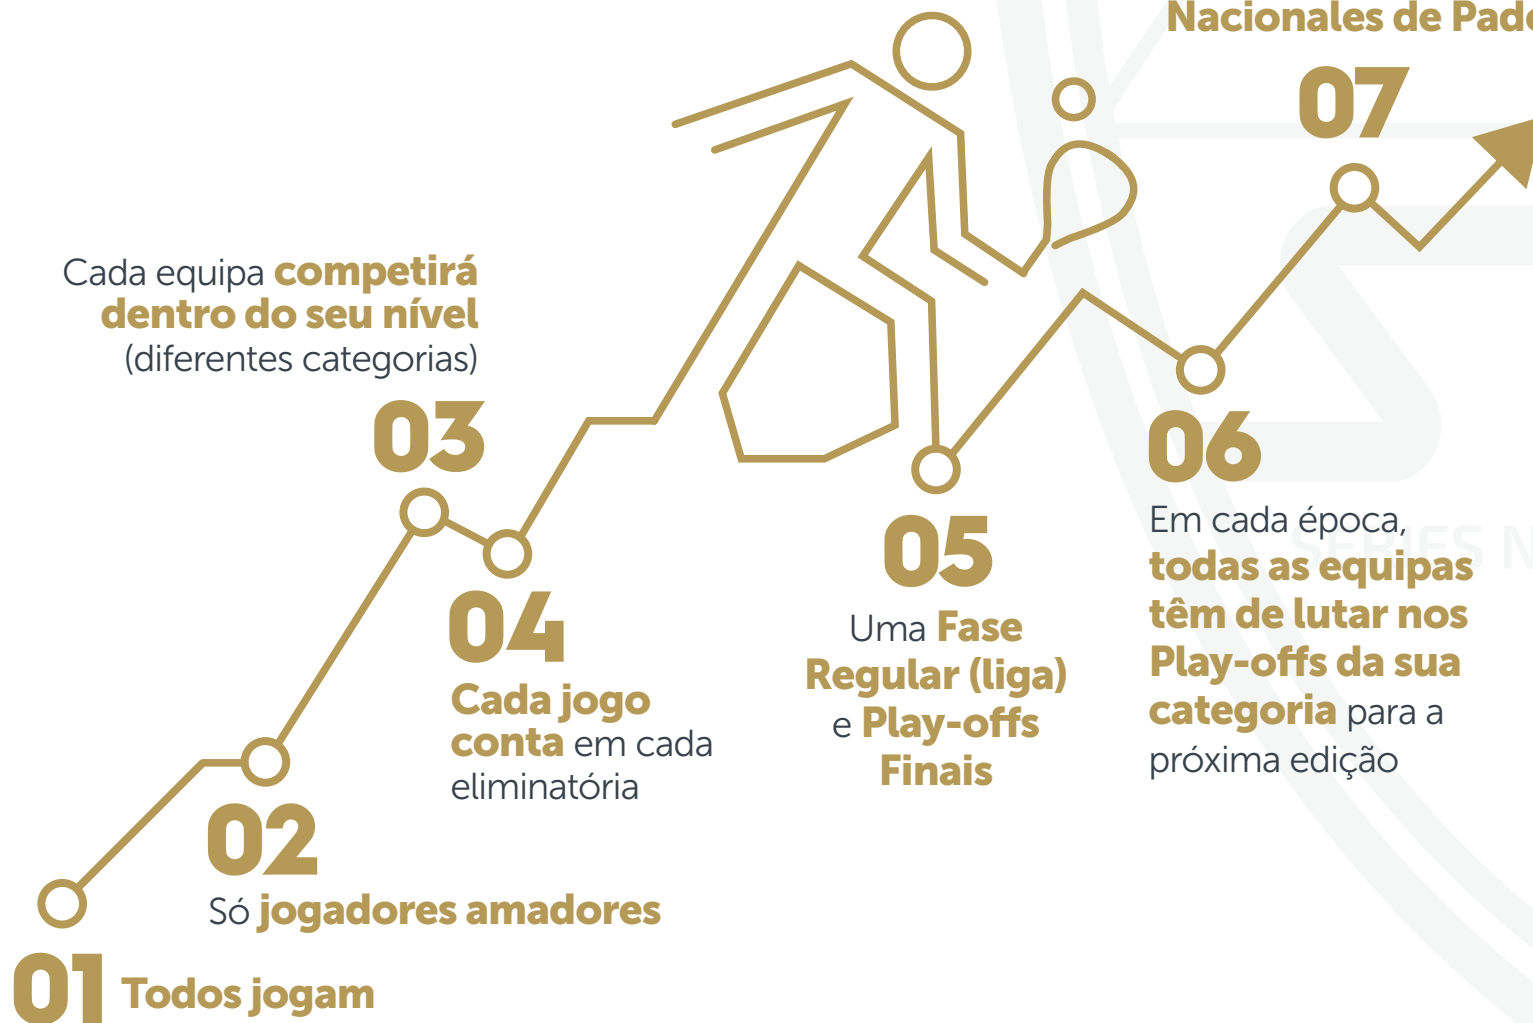 01 Todos jogam
02
Só jogadores amadores
Cada equipa competirá
dentro do seu nível
(diferentes categorias)
03
04
Cada jogo
conta em cada
eliminatória
05
Uma Fase
Regular (liga)
e Play-offs
Finais
06
Em cada época,
todas as equipas
têm de lutar nos
Play-offs da sua
categoria para a
próxima edição
Nacionales de
07
SERIES